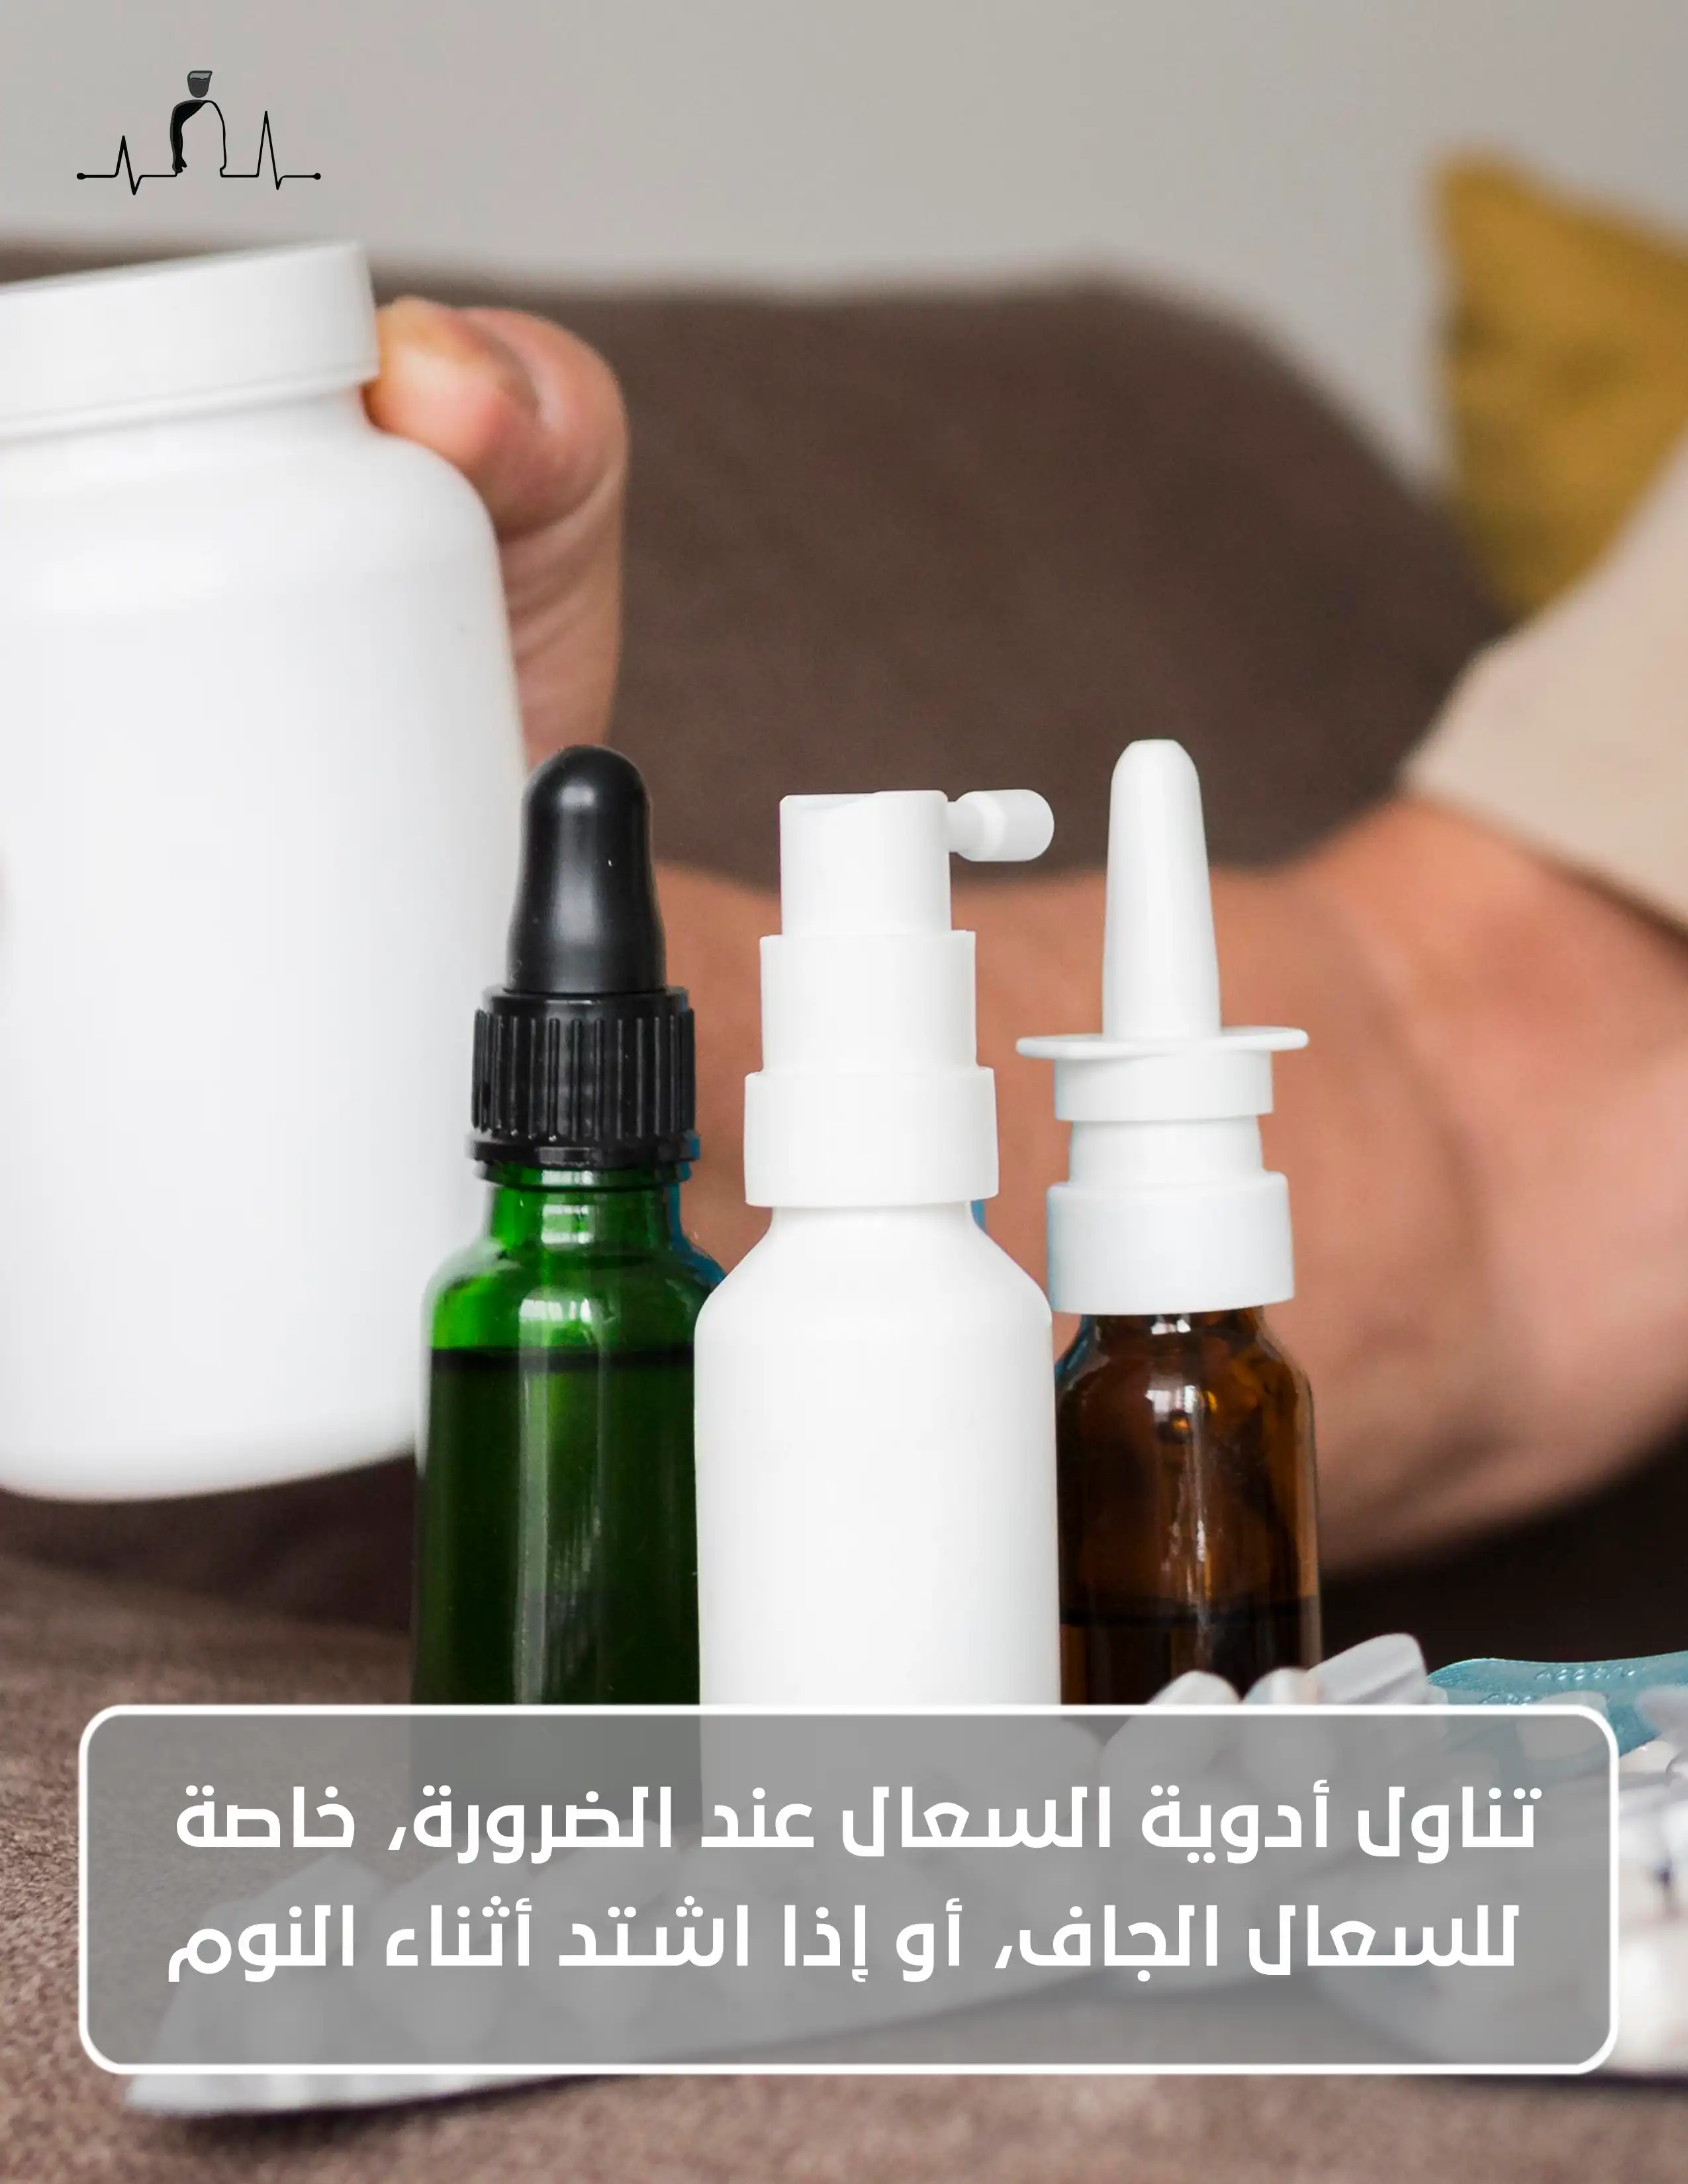 تناول أدوية السعال عند الضرورة، خاصة
للسعال الجاف، أو إذا اشتد أثناء النوم